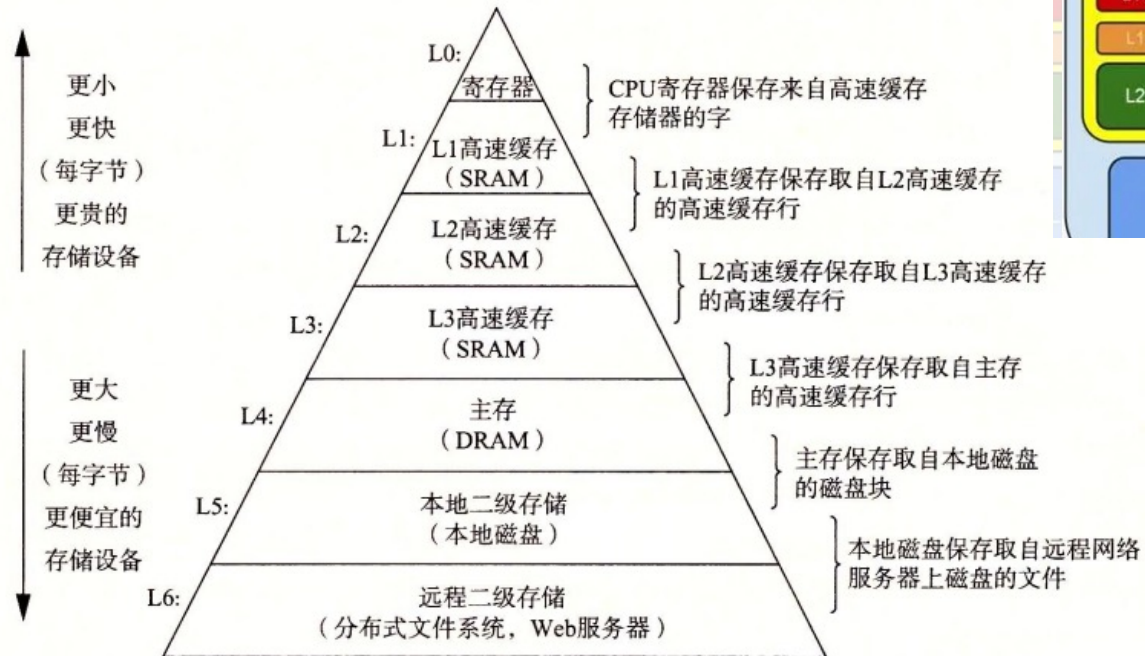 更小
更快
（每字节）
更贵的
存储设备
更大
更慢
（每字节）
更便宜的
存储设备
L0:
寄存器
L1:
L1高速缓存
（SRAM）
L2:
L2高速缓存
（SRAM）
L3:
L3高速缓存
（SRAM）
L4:
主存
（DRAM）
L5:
本地二级存储
（本地磁盘）
L6:
远程二级存储
（分布式文件系统，Web服务器）
CPU寄存器保存来自高速缓存
存储器的字
L1高速缓存保存取自L2高速缓存
的高速缓存行
L2高速缓存保存取自L3高速缓存
的高速缓存行
L3高速缓存保存取自主存
的高速缓存行
主存保存取自本地磁盘
的磁盘块
本地磁盘保存取自远程网络
服务器上磁盘的文件
L1
L2